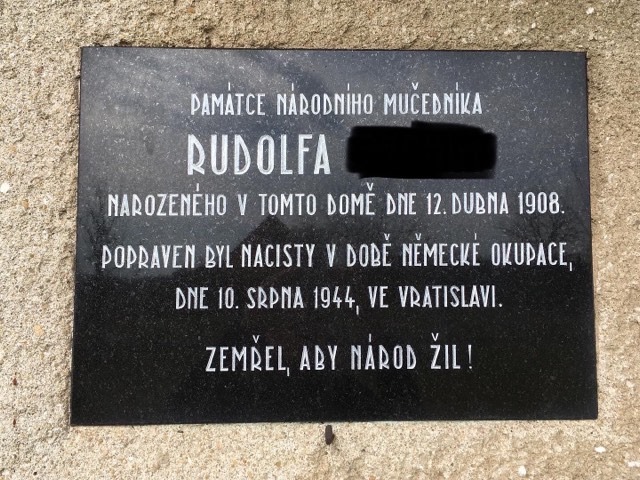 PAMÁTCE NÁRODNÍHO MUČEDNÍKA
RUDOLFA
NAROZENÉHO V TOMTO DOMĚ DNE 12. DUBNA 1908.
POPRAVEN BYL NACISTY V DOBĚ NĚMECKÉ OKUPACE,
DNE 10. SRPNA 1944, VE VRATISLAVI.
ZEMŘEL, ABY NÁROD ŽIL!